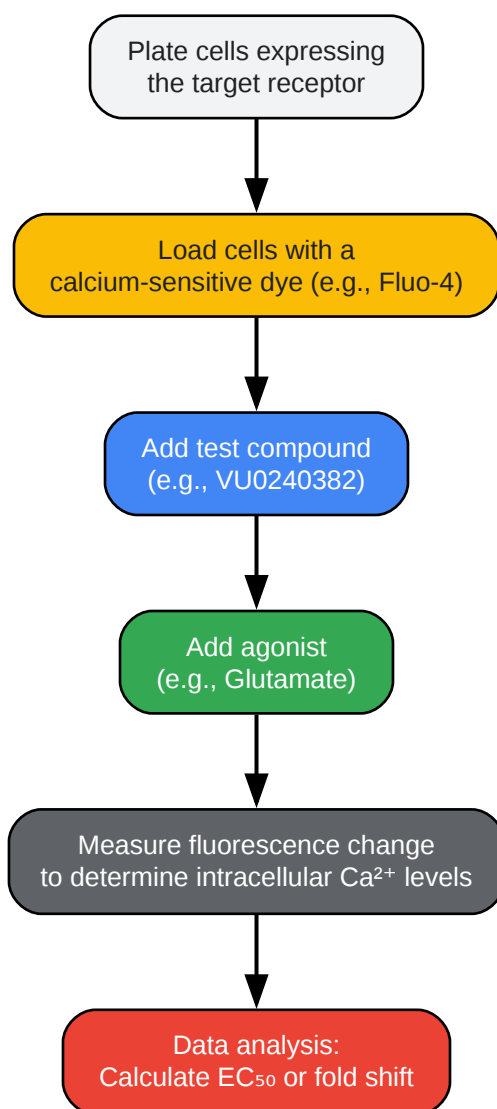 Plate cells expressing
the target receptor
Load cells with a
calcium-sensitive dye (e.g., Fluo-4)
Add test compound
(e.g., VU0240382)
Add agonist
(e.g., Glutamate)
Measure fluorescence change
to determine intracellular Ca²⁺ levels
Data analysis:
Calculate EC₅₀ or fold shift